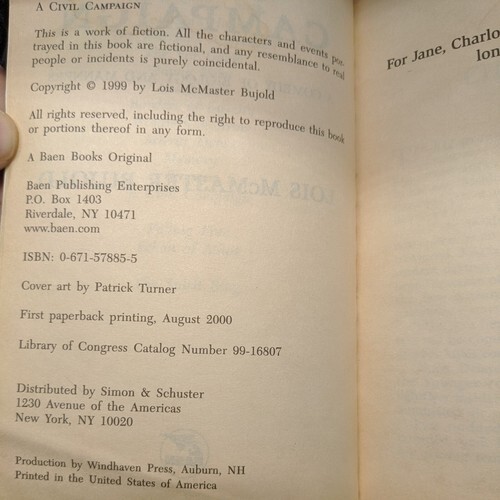 A CIVIL CAMPAIGN
This is a work of fiction. All the characters and events por-
trayed in this book are fictional, and any resemblance to real
people or incidents is purely coincidental.
Copyright © 1999 by Lois McMaster Bujold
All rights reserved, including the right to reproduce this book
or portions thereof in any form.
A Baen Books Original
Baen Publishing Enterprises
P.O. Box 1403
Riverdale, NY 10471
www.baen.com
ISBN: 0-671-57885-5
Cover art by Patrick Turner
First paperback printing, August 2000
Library of Congress Catalog Number 99-16807
Distributed by Simon & Schuster
1230 Avenue of the Americas
New York, NY 10020
Production by Windhaven Press, Auburn, NH
Printed in the United States of America
For Jane, Charlo
lon